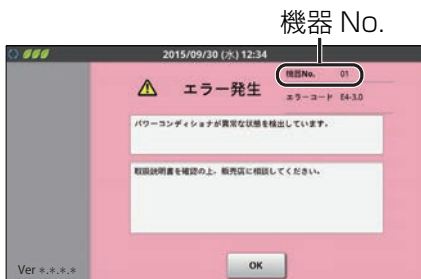 機器 No.
2015/09/30 (水) 12:34
機器No. 01
エラー発生
エラーコード E4-3.0
パワーコンディショナが異常な状態を検出しています。
取扱説明書を確認の上、販売店に相談してください。
OK
Ver *.*.*.*